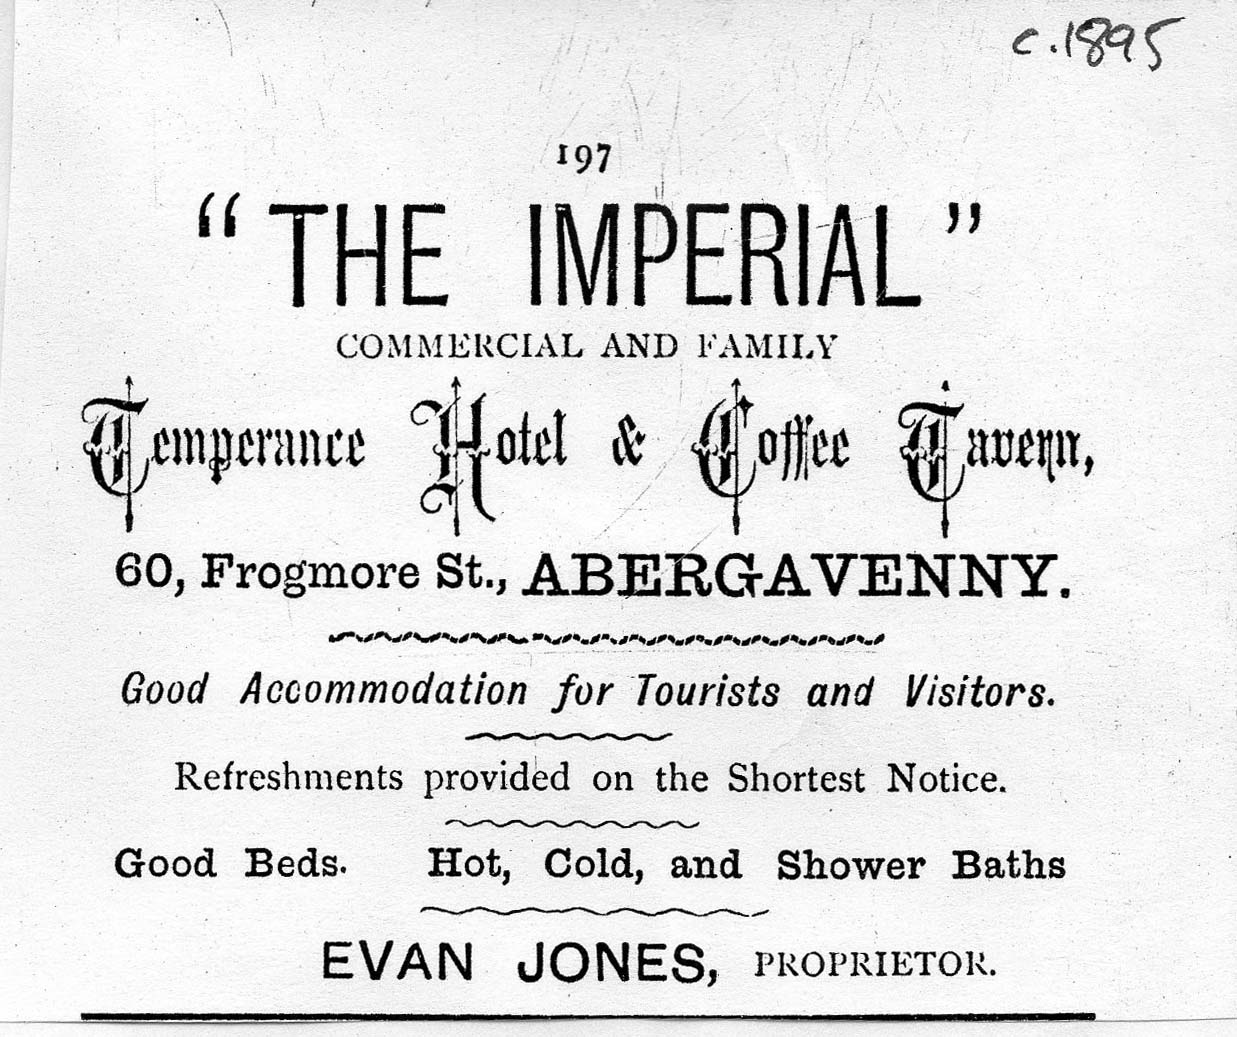 c.1895
197
“THE IMPERIAL”
COMMERCIAL AND FAMILY
Temperance Hotel & Coffee Tavern,
60, Frogmore St., ABERGAVENNY.
Good Accommodation for Tourists and Visitors.
Refreshments provided on the Shortest Notice.
Good Beds. Hot, Cold, and Shower Baths
EVAN JONES, PROPRIETOR.